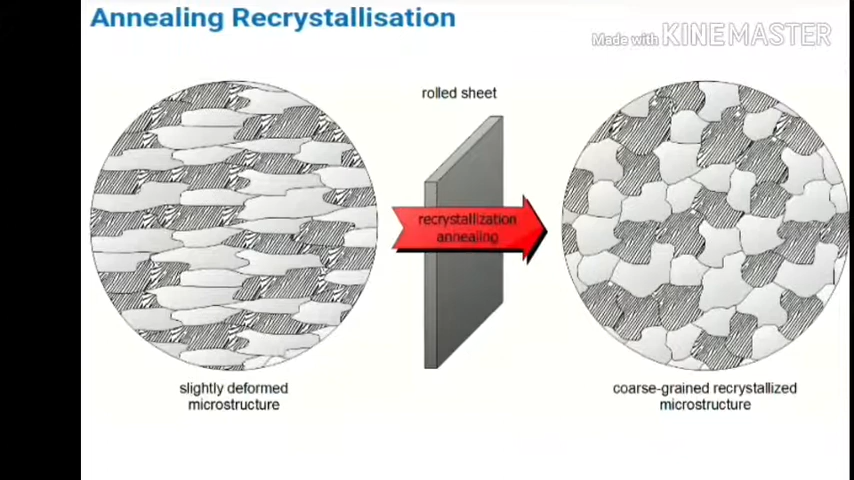 Annealing Recrystallisation
Made with KINEMASTER
rolled sheet
recrystallization
annealing
slightly deformed
microstructure
coarse-grained recrystallized
microstructure